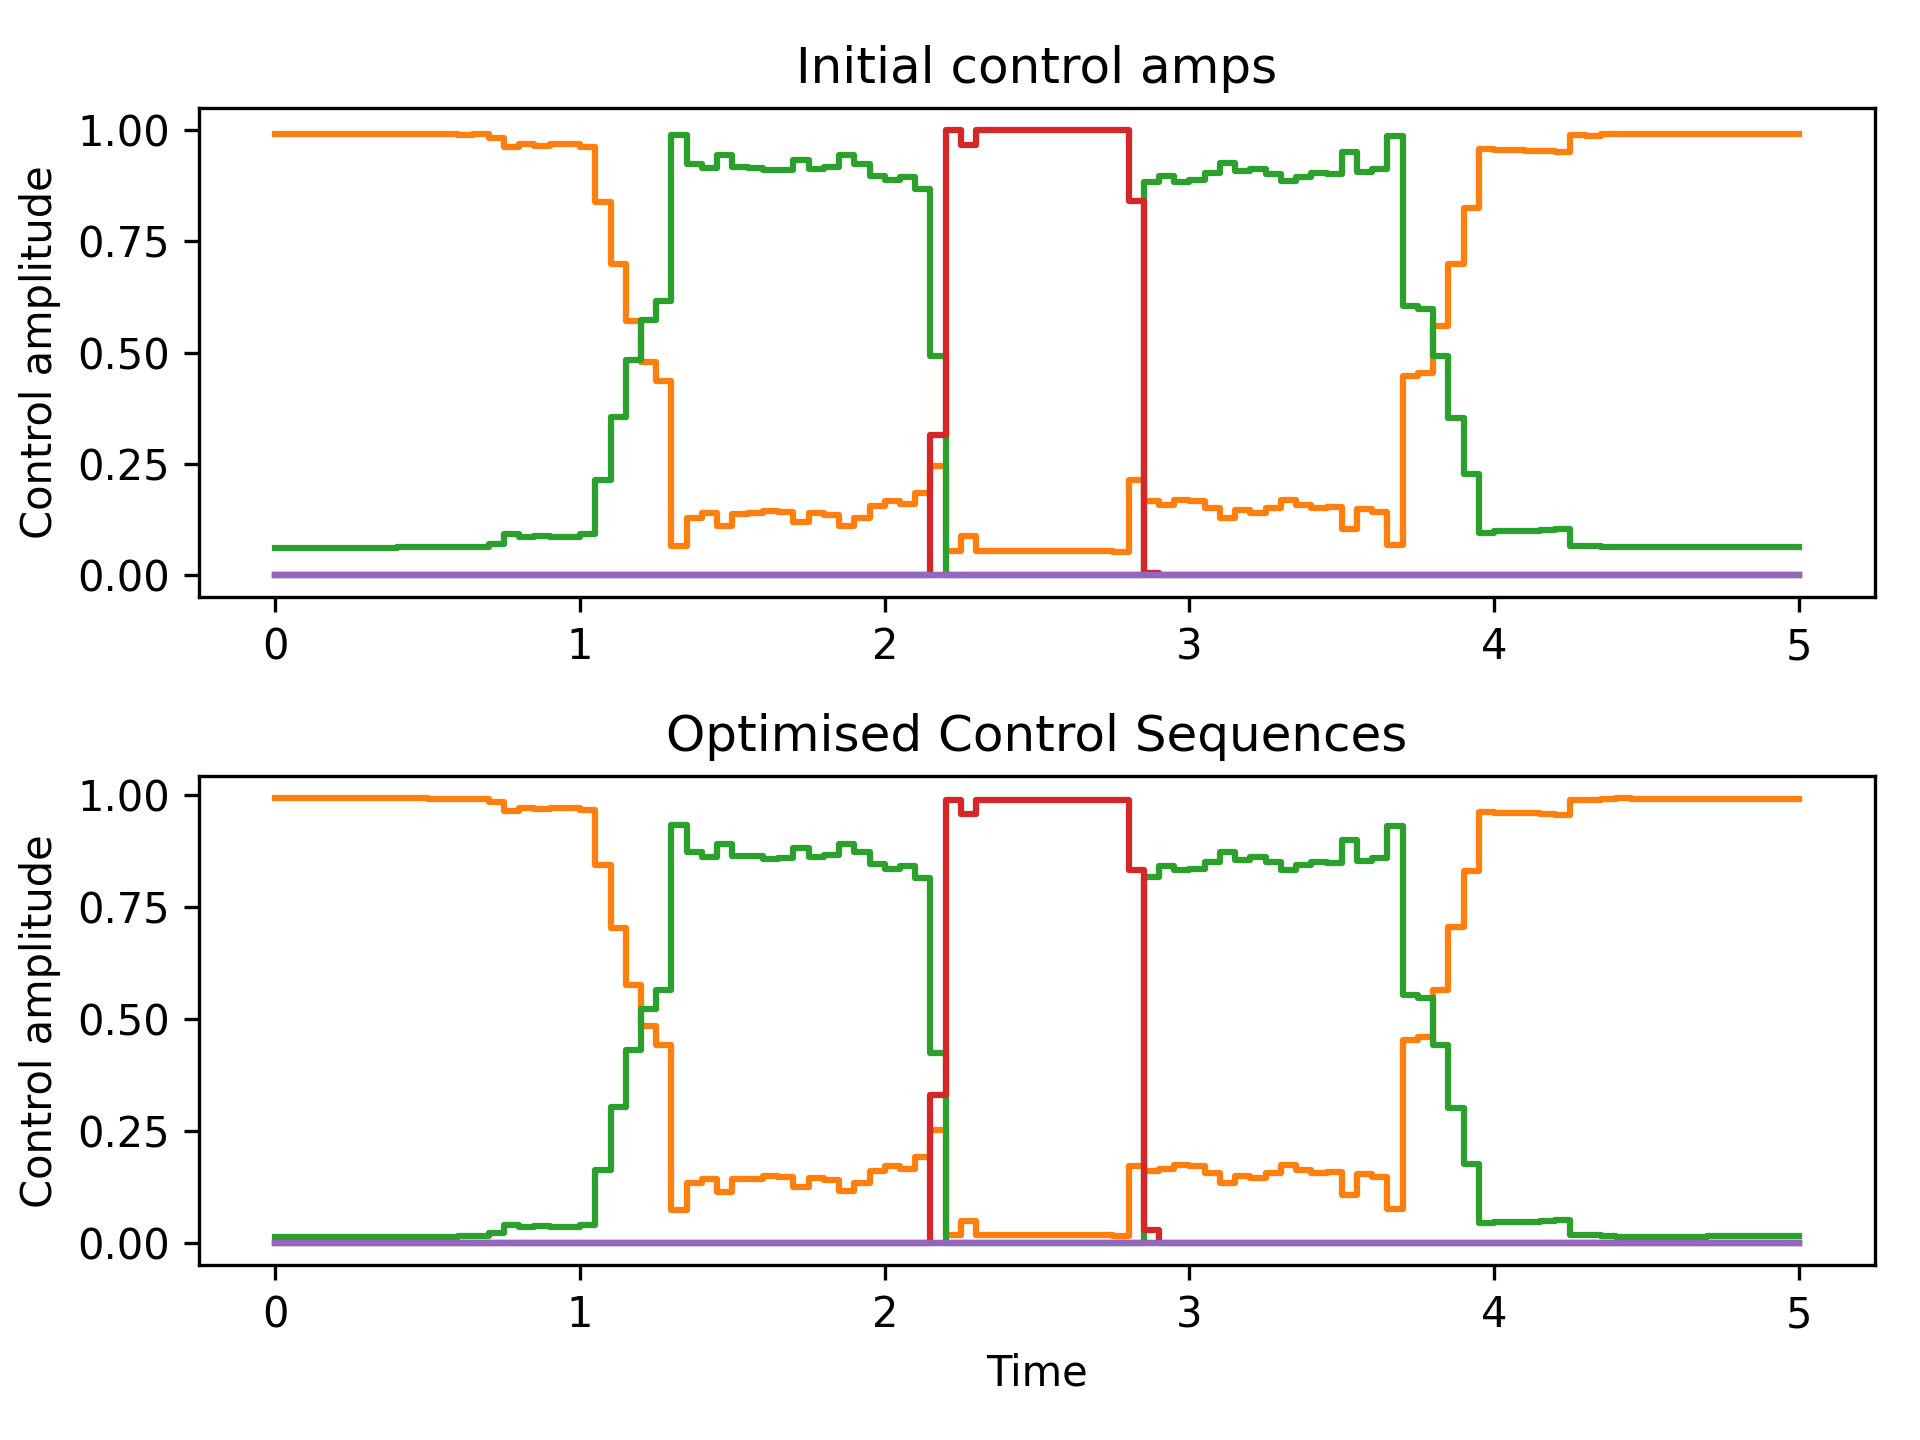 Initial control amps
Control amplitude
1.00
0.75
0.50
0.25
0.00
0 1 2 3 4 5
Optimised Control Sequences
Control amplitude
1.00
0.75
0.50
0.25
0.00
0 1 2 3 4 5
Time